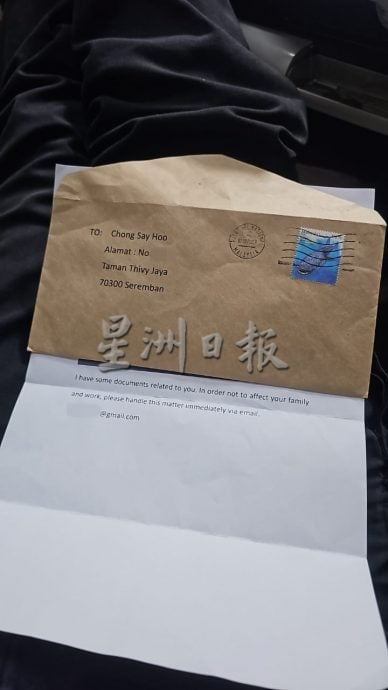 TO: Chong Say Hoo
Alamat : No
Taman Thivy Jaya
70300 Seremban
MALAYSIA
星洲日报
I have some documents related to you. In order not to affect your family
and work, please handle this matter immediately via email.
@gmail.com